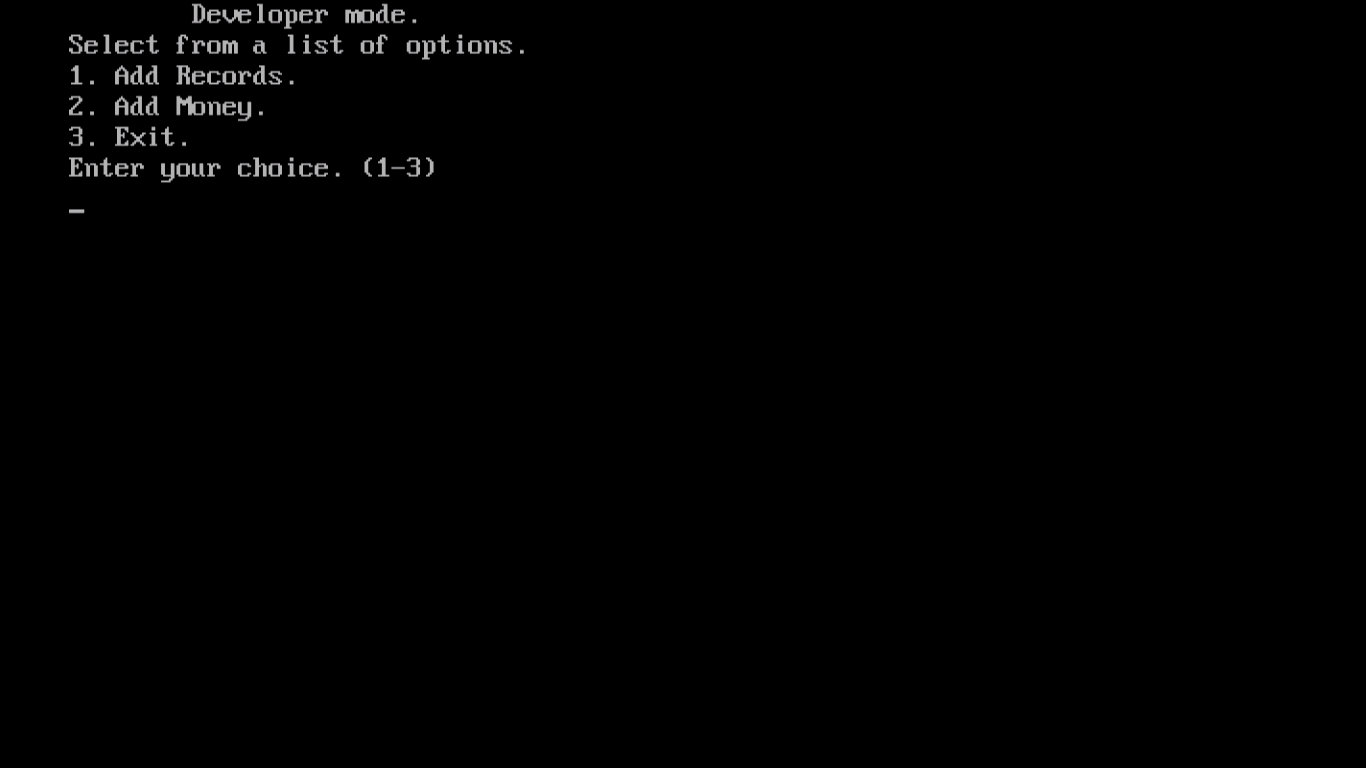 Developer mode.
Select from a list of options.
1. Add Records.
2. Add Money.
3. Exit.
Enter your choice. (1-3)
_